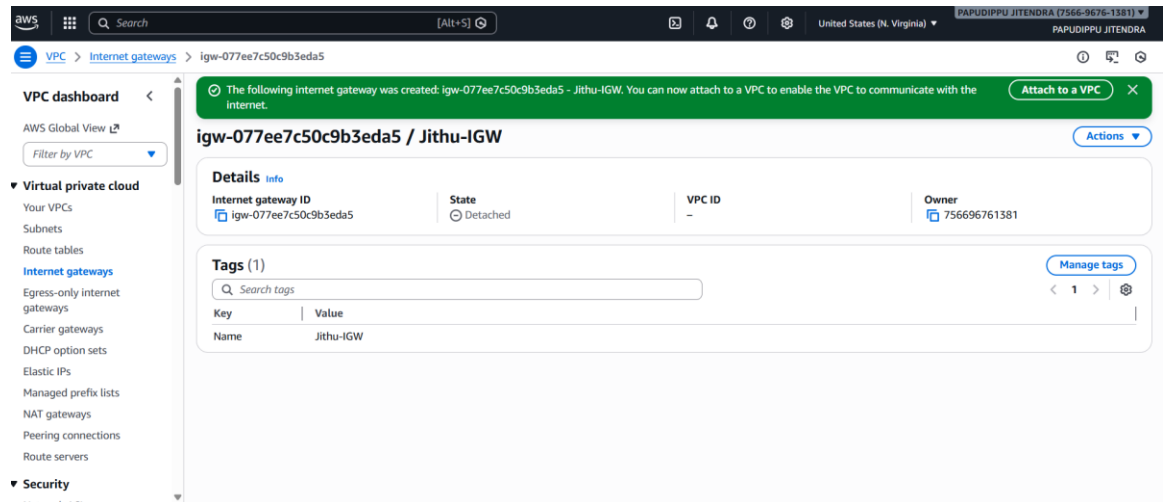 aws
Search
[Alt+S]
United States (N. Virginia)
PAPUDIPPU JITENDRA (7566-9676-1381)
PAPUDIPPU JITENDRA
VPC > Internet gateways > igw-077ee7c50c9b3eda5
VPC dashboard
AWS Global View
Filter by VPC
Virtual private cloud
Your VPCs
Subnets
Route tables
Internet gateways
Egress-only internet
gateways
Carrier gateways
DHCP option sets
Elastic IPs
Managed prefix lists
NAT gateways
Peering connections
Route servers
Security
The following internet gateway was created: igw-077ee7c50c9b3eda5 - Jithu-IGW. You can now attach to a VPC to enable the VPC to communicate with the
internet.
Attach to a VPC
igw-077ee7c50c9b3eda5 / Jithu-IGW
Actions
Details Info
Internet gateway ID
igw-077ee7c50c9b3eda5
State
Detached
VPC ID
–
Owner
756696761381
Tags (1)
Manage tags
Search tags
1
Key Value
Name Jithu-IGW